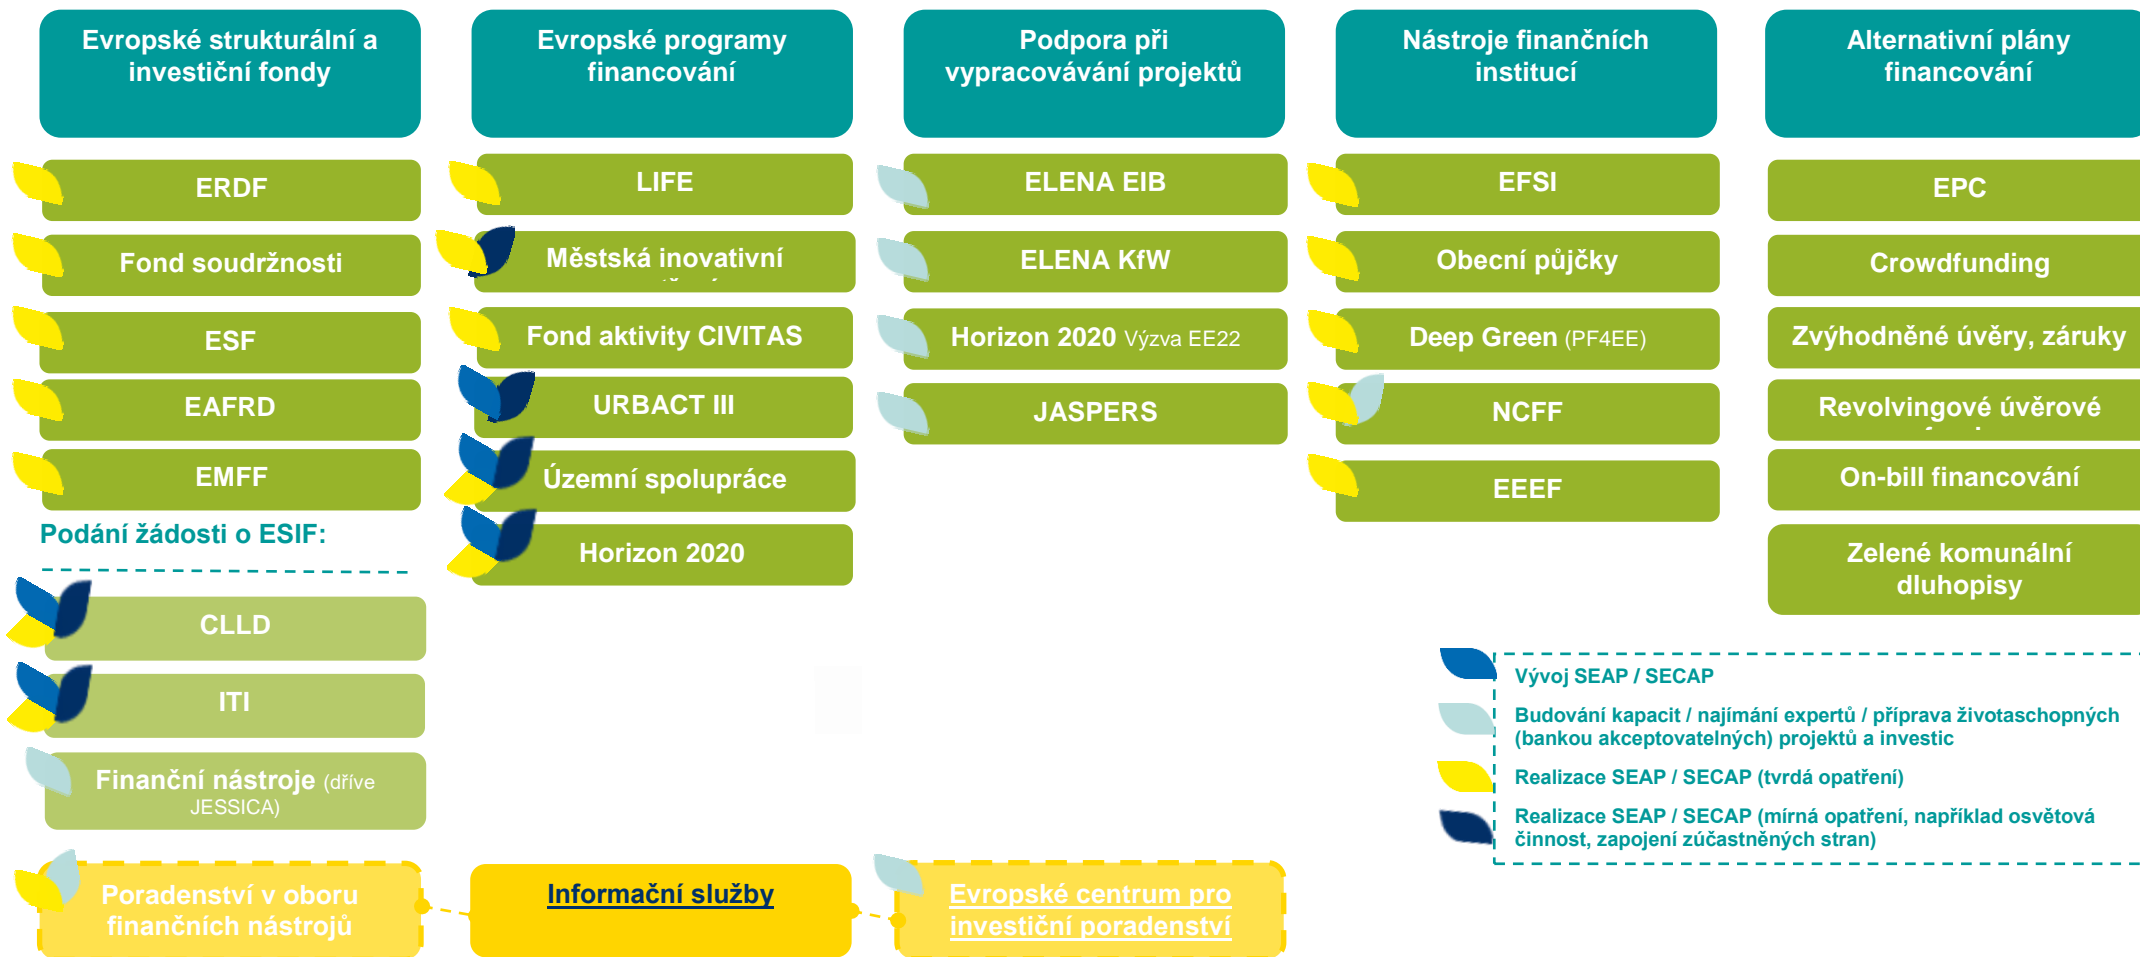 Evropské strukturální a
investiční fondy
ERDF
Fond soudržnosti
ESF
EAFRD
EMFF
Podání žádosti o ESIF:
CLLD
ITI
Finanční nástroje (dříve
JESSICA)
Poradenství v oboru
finančních nástrojů
Evropské programy
financování
LIFE
Městská inovativní
Fond aktivity CIVITAS
URBACT III
Územní spolupráce
Horizon 2020
Informační služby
Podpora při
vypracovávání projektů
ELENA EIB
ELENA KfW
Horizon 2020 Výzva EE22
JASPERS
Evropské centrum pro
investiční poradenství
Nástroje finančních
institucí
EFSI
Obecní půjčky
Deep Green (PF4EE)
NCFF
EEEF
Alternativní plány
financování
EPC
Crowdfunding
Zvýhodněné úvěry, záruky
Revolvingové úvěrové
On-bill financování
Zelené komunální
dluhopisy
Vývoj SEAP / SECAP
Budování kapacit / najímání expertů / příprava životaschopných
(bankou akceptovatelných) projektů a investic
Realizace SEAP / SECAP (tvrdá opatření)
Realizace SEAP / SECAP (mírná opatření, například osvětová
činnost, zapojení zúčastněných stran)